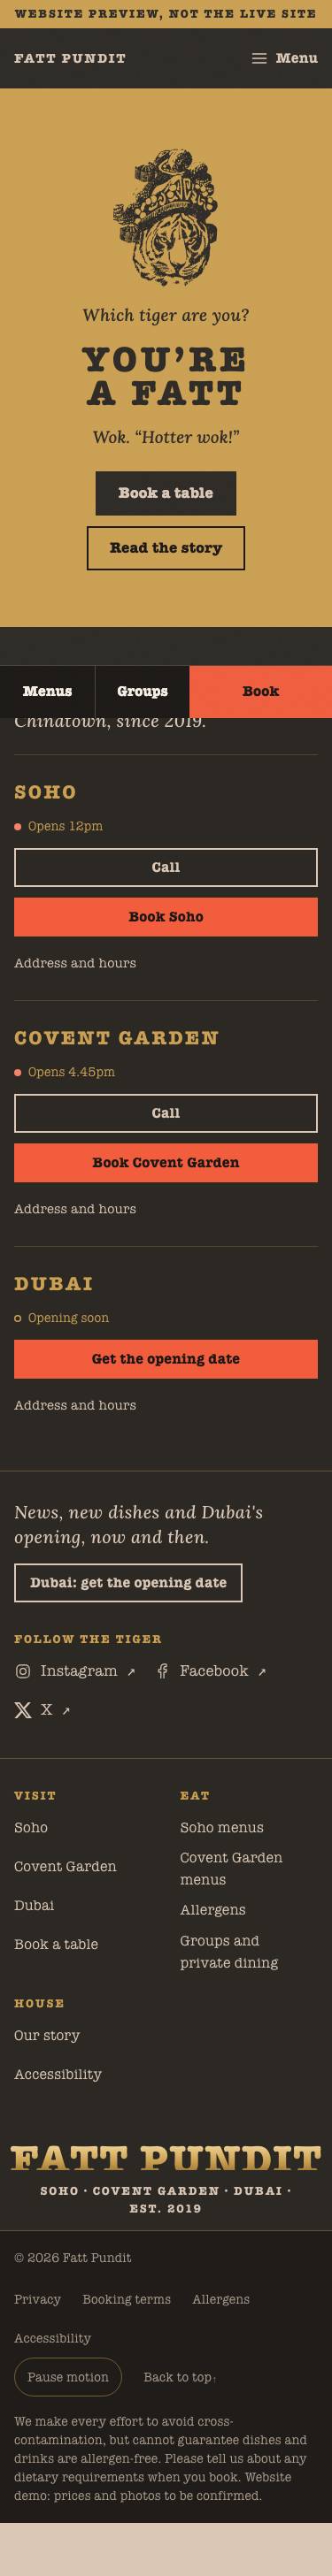 WEBSITE PREVIEW, NOT THE LIVE SITE
FATT PUNDIT
Menu
Which tiger are you?
YOU'RE
A FATT
Wok. “Hotter wok!”
Book a table
Read the story
Menus
Groups
Book
Chinatown, since 2019.
SOHO
Opens 12pm
Call
Book Soho
Address and hours
COVENT GARDEN
Opens 4.45pm
Call
Book Covent Garden
Address and hours
DUBAI
Opening soon
Get the opening date
Address and hours
News, new dishes and Dubai's
opening, now and then.
Dubai: get the opening date
FOLLOW THE TIGER
Instagram ↗
Facebook ↗
X ↗
VISIT
Soho
Covent Garden
Dubai
Book a table
EAT
Soho menus
Covent Garden
menus
Allergens
Groups and
private dining
HOUSE
Our story
Accessibility
FATT PUNDIT
SOHO · COVENT GARDEN · DUBAI ·
EST. 2019
© 2026 Fatt Pundit
Privacy
Booking terms
Allergens
Accessibility
Pause motion
Back to top↑
We make every effort to avoid cross-
contamination, but cannot guarantee dishes and
drinks are allergen-free. Please tell us about any
dietary requirements when you book. Website
demo: prices and photos to be confirmed.